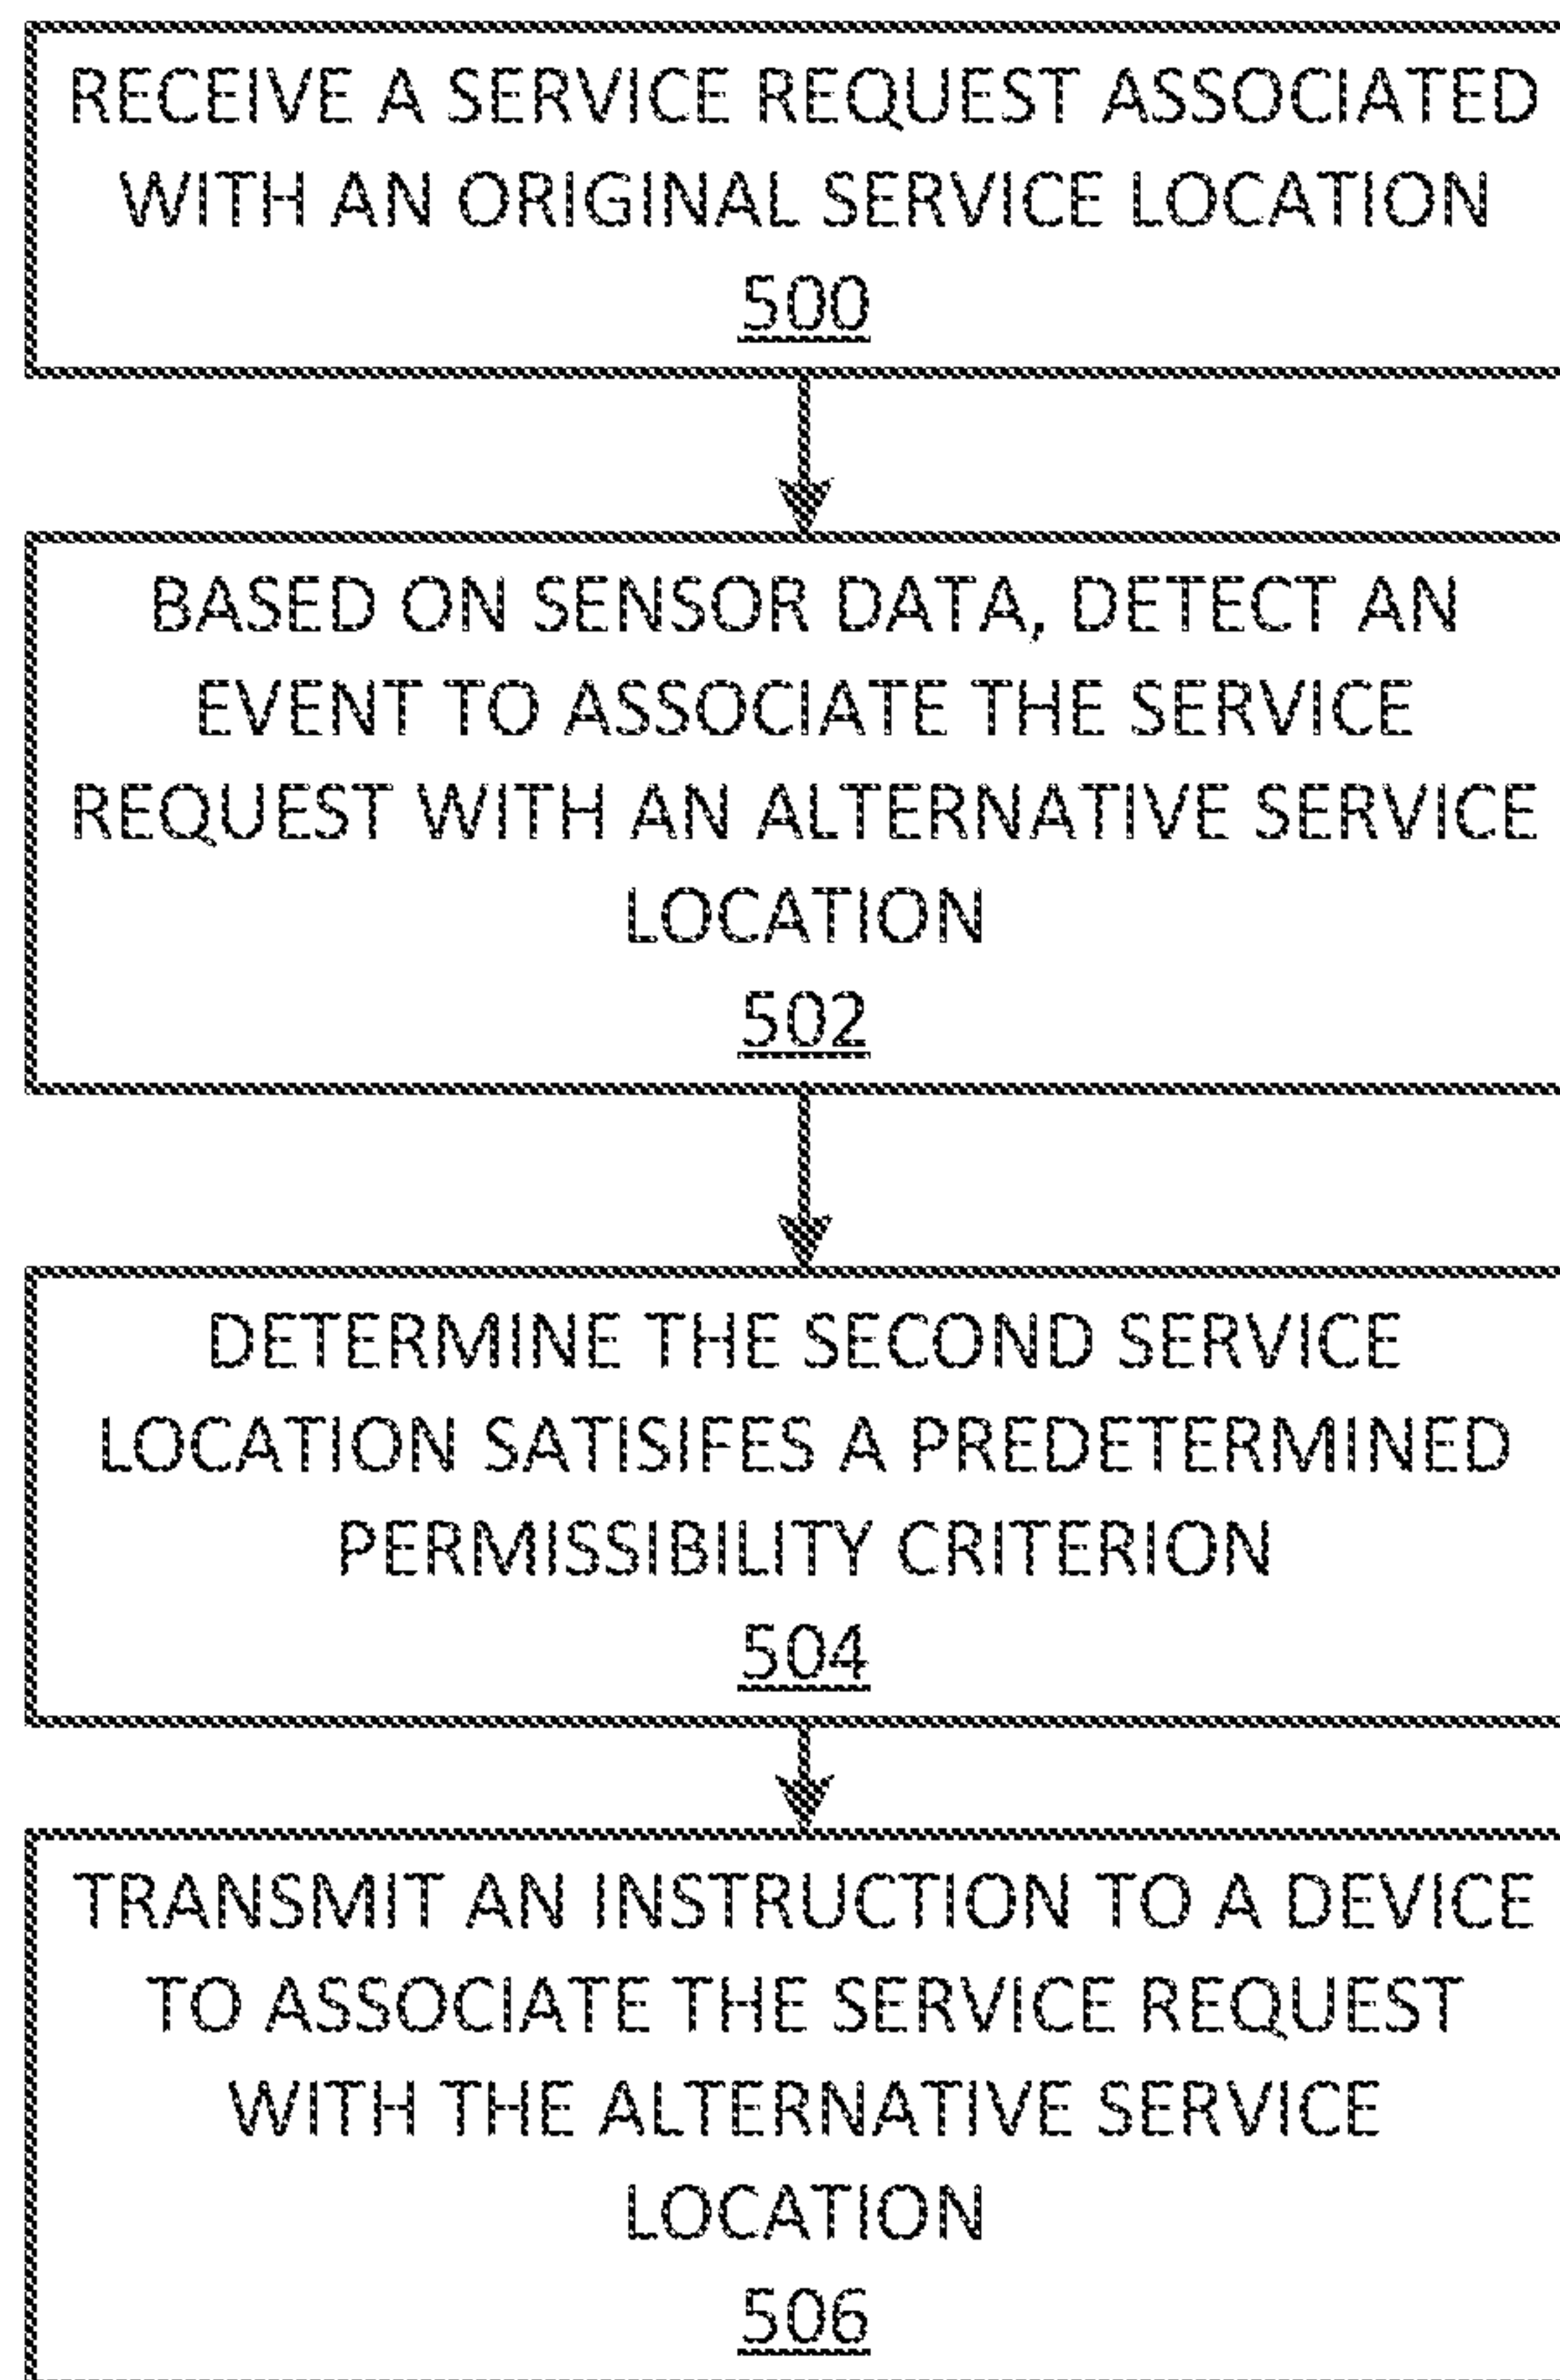 RECEIVE A SERVICE REQUEST ASSOCIATED
WITH AN ORIGINAL SERVICE LOCATION
500
BASED ON SENSOR DATA, DETECT AN
EVENT TO ASSOCIATE THE SERVICE
REQUEST WITH AN ALTERNATIVE SERVICE
LOCATION
502
DETERMINE THE SECOND SERVICE
LOCATION SATISIFES A PREDETERMINED
PERMISSIBILITY CRITERION
504
TRANSMIT AN INSTRUCTION TO A DEVICE
TO ASSOCIATE THE SERVICE REQUEST
WITH THE ALTERNATIVE SERVICE
LOCATION
506